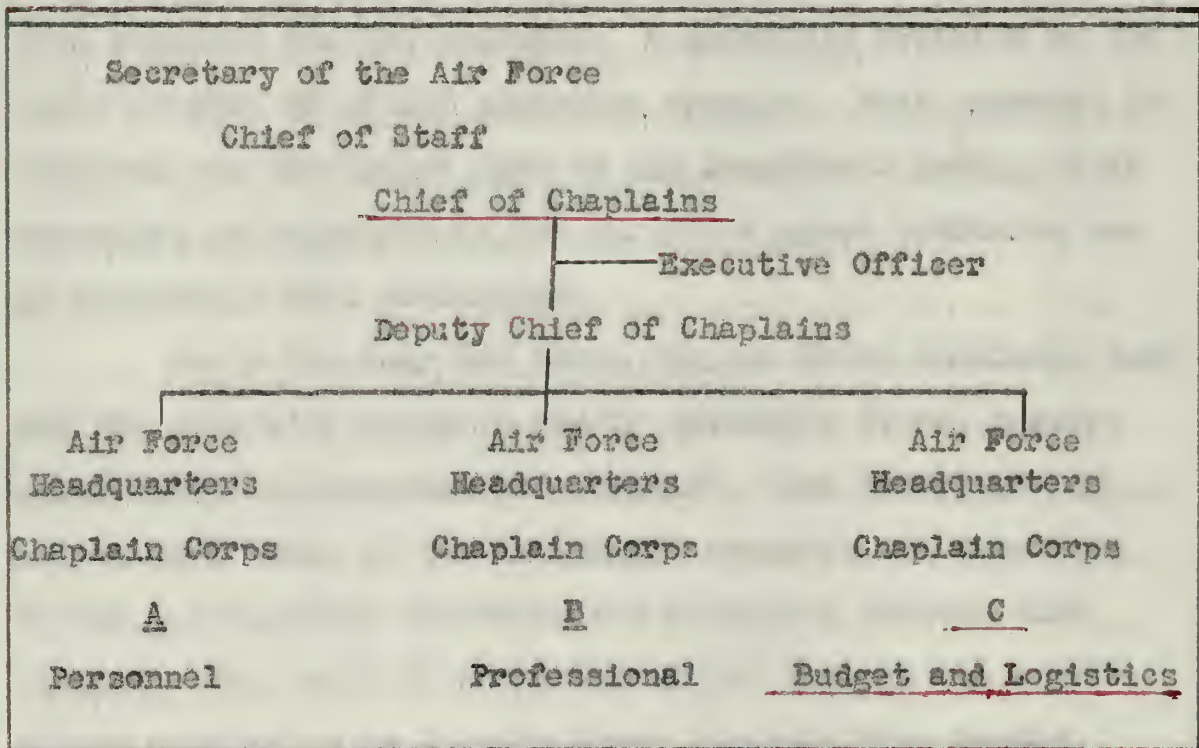 Secretary of the Air Force
Chief of Staff
Chief of Chaplains
Executive Officer
Deputy Chief of Chaplains
Air Force Air Force Air Force
Headquarters Headquarters Headquarters
Chaplain Corps Chaplain Corps Chaplain Corps
A B C
Personnel Professional Budget and Logistics